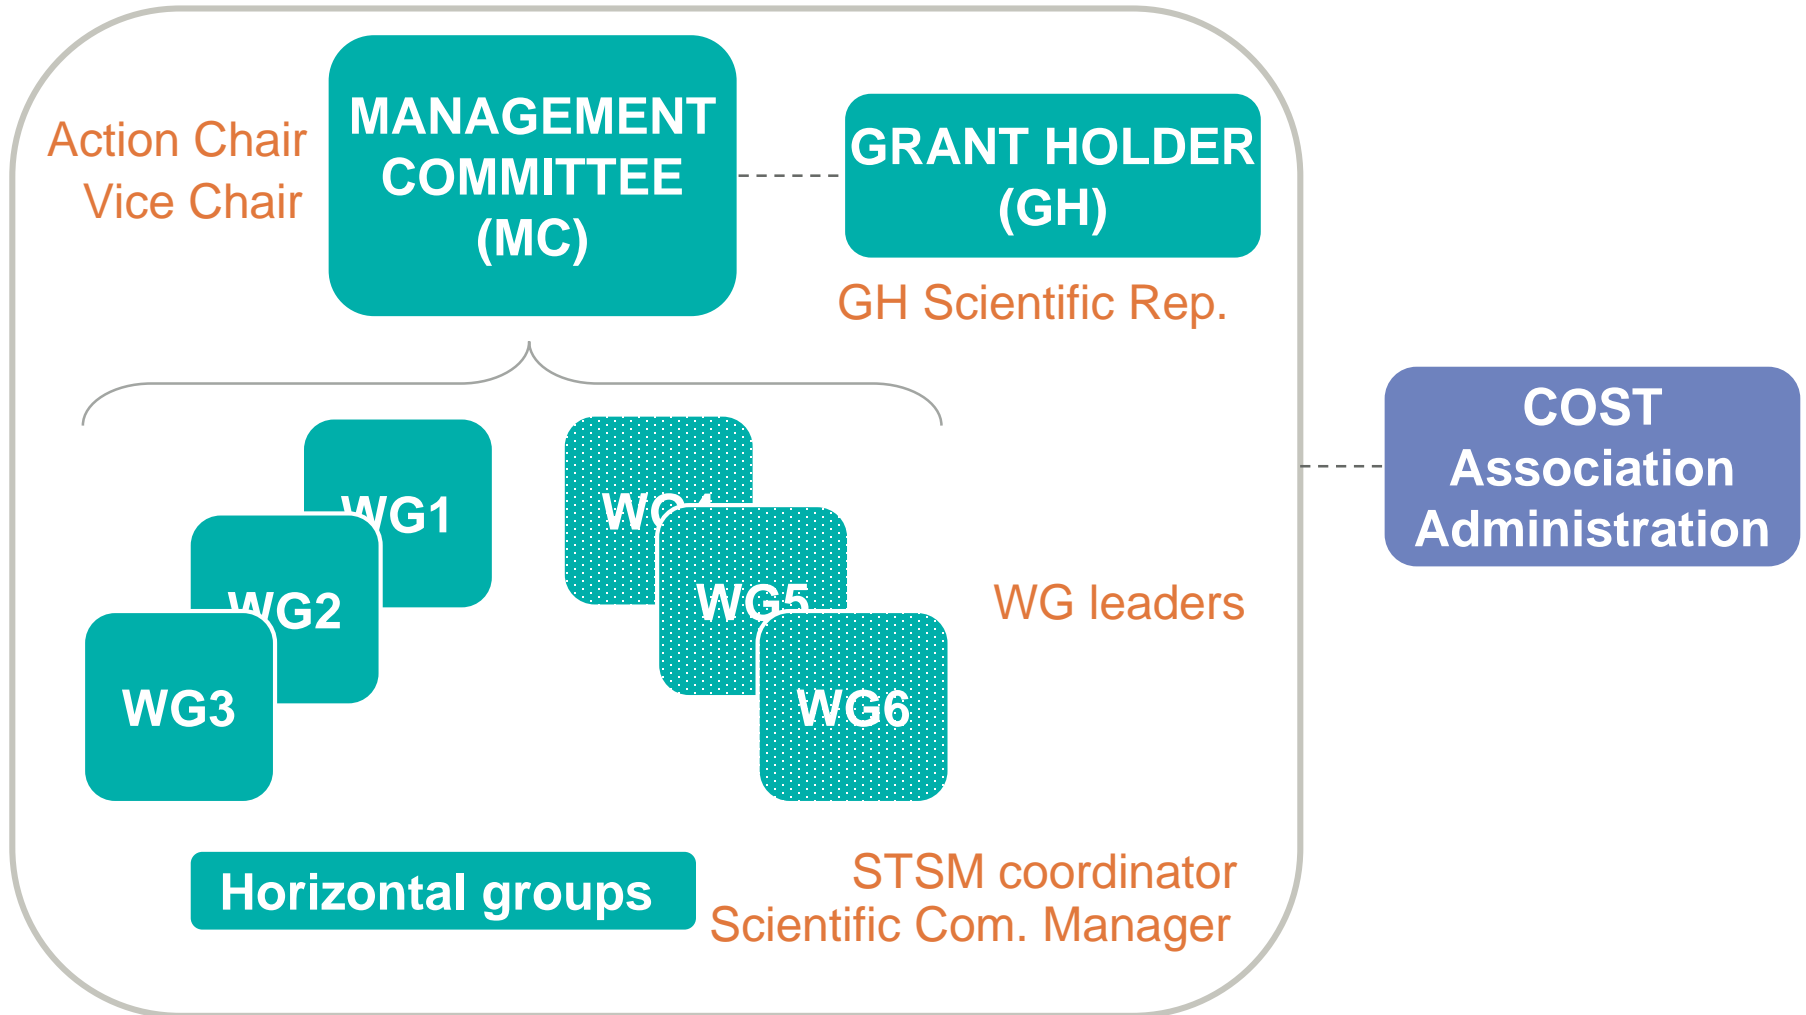 Action Chair
Vice Chair
MANAGEMENT
COMMITTEE
(MC)
GRANT HOLDER
(GH)
GH Scientific Rep.
COST
Association
Administration
WG1
WG2
WG3
WG5
WG6
WG leaders
Horizontal groups
STSM coordinator
Scientific Com. Manager